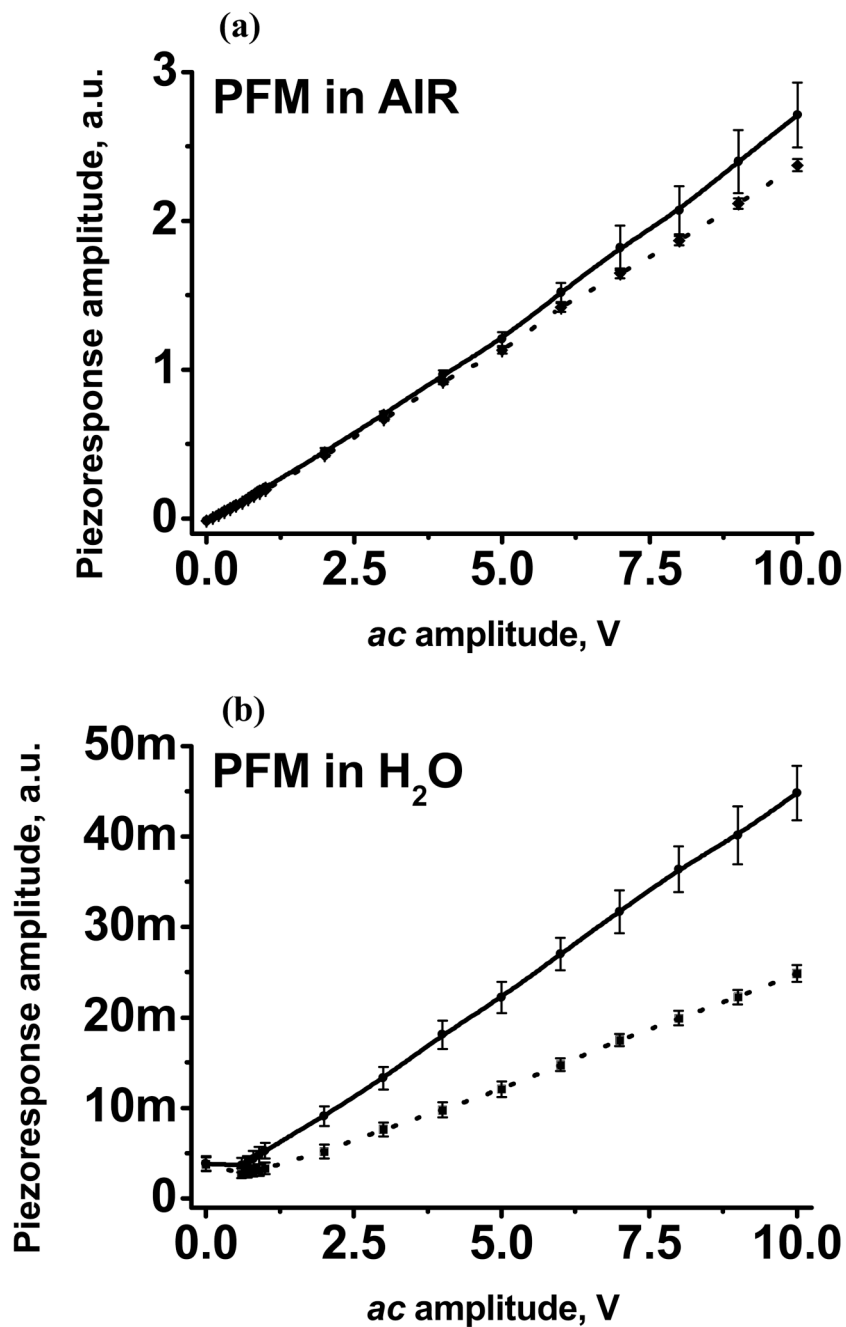 (a)
PFM in AIR
Piezoresponse amplitude, a.u.
3
2
1
0
0.0 2.5 5.0 7.5 10.0
ac amplitude, V
(b)
PFM in H₂O
Piezoresponse amplitude, a.u.
50m
40m
30m
20m
10m
0
0.0 2.5 5.0 7.5 10.0
ac amplitude, V